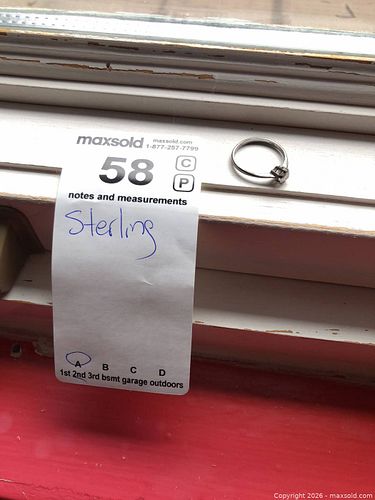 maxsold maxsold.com
1-877-257-7799
58 C
P
notes and measurements
Sterling
A B C D
1st 2nd 3rd bsmt garage outdoors
Copyright 2026 - maxsold.com